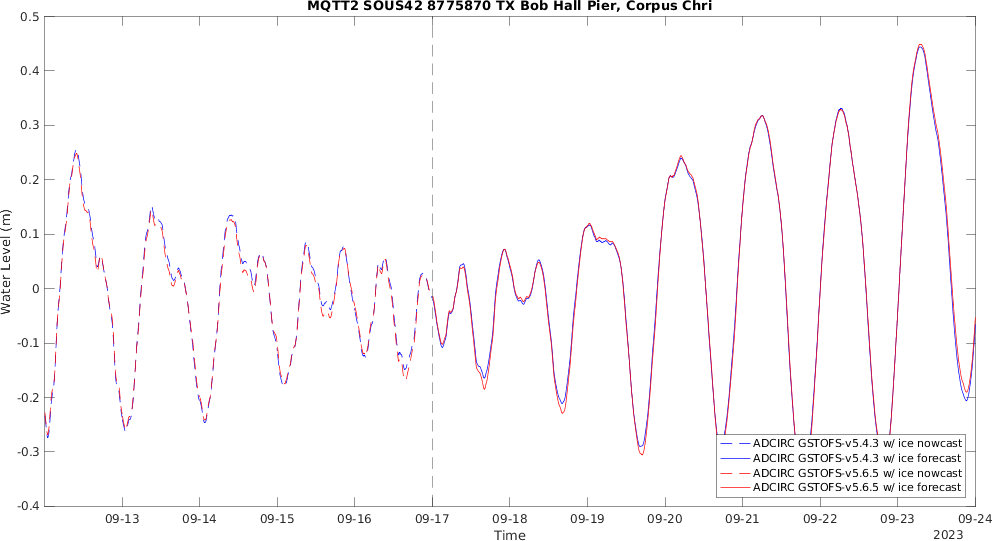 MQTT2 SOUS42 8775870 TX Bob Hall Pier, Corpus Chri
0.5
0.4
0.3
0.2
0.1
0
-0.1
-0.2
-0.3
-0.4
Water Level (m)
ADCIRC GSTOFS-v5.4.3 w/ ice nowcast
ADCIRC GSTOFS-v5.4.3 w/ ice forecast
ADCIRC GSTOFS-v5.6.5 w/ ice nowcast
ADCIRC GSTOFS-v5.6.5 w/ ice forecast
09-13 09-14 09-15 09-16 09-17 09-18 09-19 09-20 09-21 09-22 09-23 09-24
Time
2023